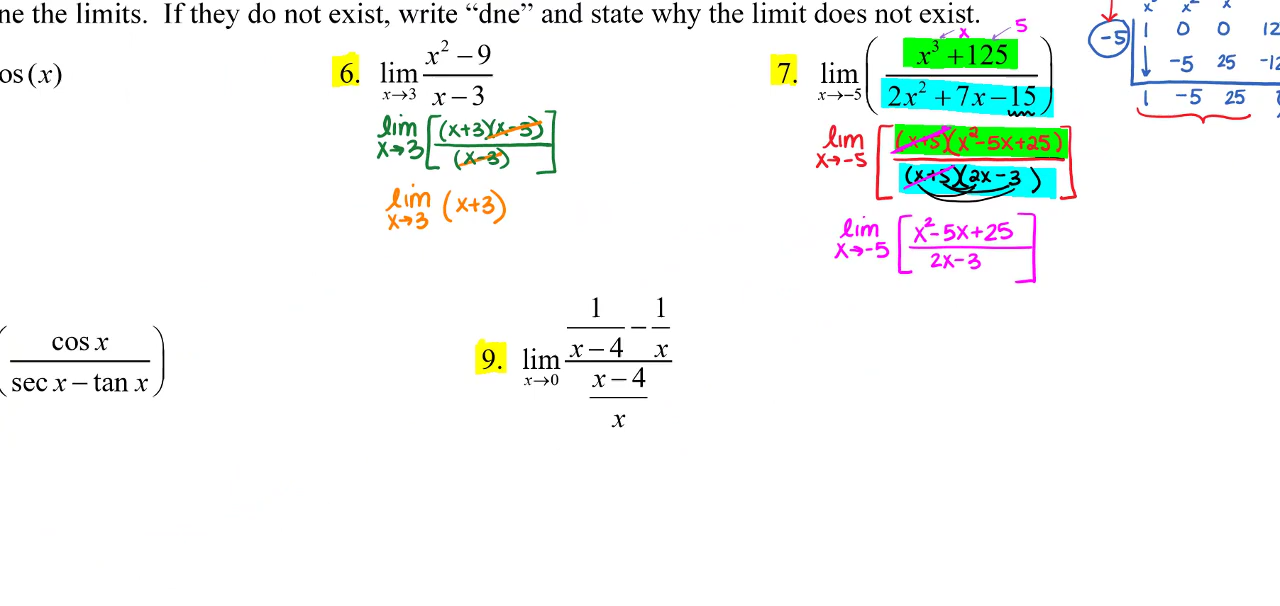 ne the limits. If they do not exist, write “dne” and state why the limit does not exist.
os(x)
6. lim x→3 (x² − 9)/(x − 3)
lim x→3 [(x+3)(x−3)/(x−3)]
lim x→3 (x+3)
7. lim x→−5 ((x³ + 125)/(2x² + 7x − 15))
x 5
lim x→−5 [(x+5)(x²−5x+25)/(x+5)(2x−3)]
lim x→−5 [(x²−5x+25)/(2x−3)]
−5 1 0 0 12
−5 25 −12
1 −5 25
(cos x)/(sec x − tan x)
9. lim x→0 (1/(x − 4) − 1/x)/((x − 4)/x)